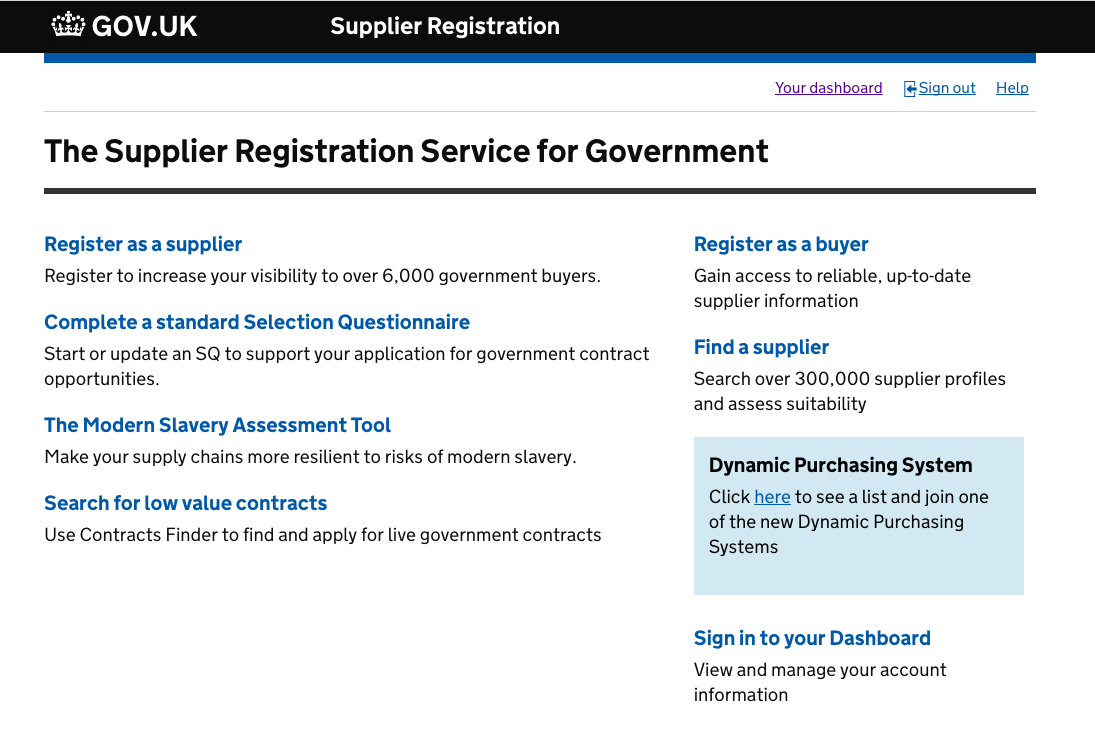 GOV.UK
Supplier Registration
Your dashboard
Sign out
Help
The Supplier Registration Service for Government
Register as a supplier
Register to increase your visibility to over 6,000 government buyers.
Complete a standard Selection Questionnaire
Start or update an SQ to support your application for government contract
opportunities.
The Modern Slavery Assessment Tool
Make your supply chains more resilient to risks of modern slavery.
Search for low value contracts
Use Contracts Finder to find and apply for live government contracts
Register as a buyer
Gain access to reliable, up-to-date
supplier information
Find a supplier
Search over 300,000 supplier profiles
and assess suitability
Dynamic Purchasing System
Click here to see a list and join one
of the new Dynamic Purchasing
Systems
Sign in to your Dashboard
View and manage your account
information